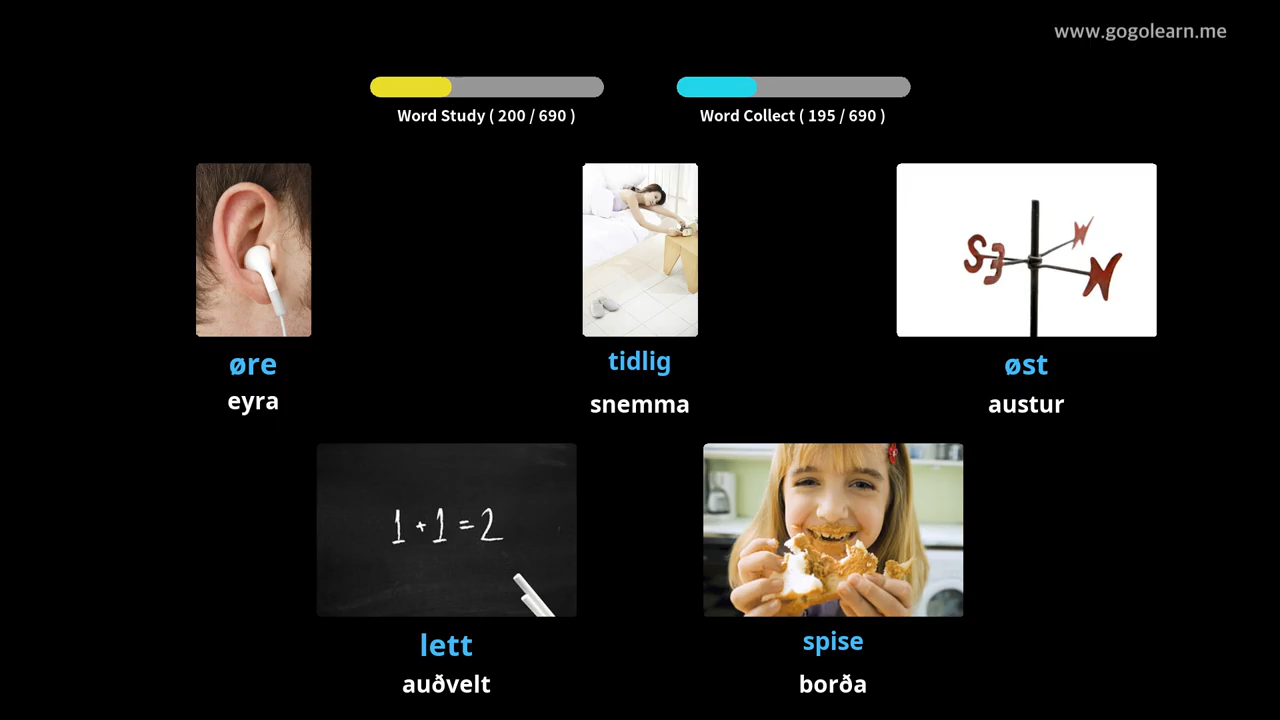 www.gogolearn.me
Word Study ( 200 / 690 )
Word Collect ( 195 / 690 )
øre
eyra
tidlig
snemma
øst
austur
S
E
N
W
1 + 1 = 2
lett
auðvelt
spise
borða